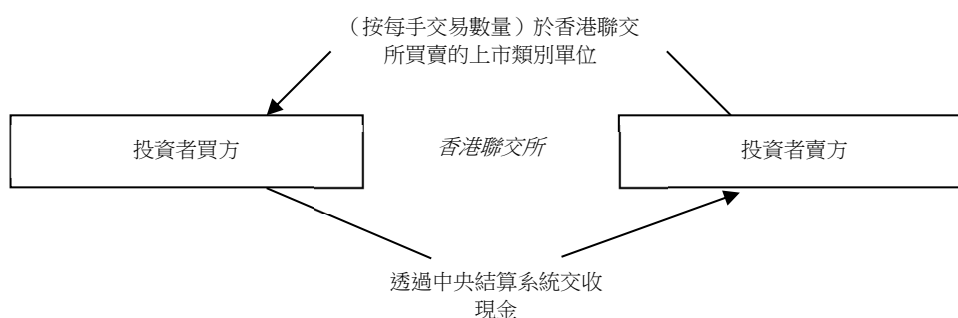 （按每手交易數量）於香港聯交
所買賣的上市類別單位
投資者買方
香港聯交所
投資者賣方
透過中央結算系統交收
現金